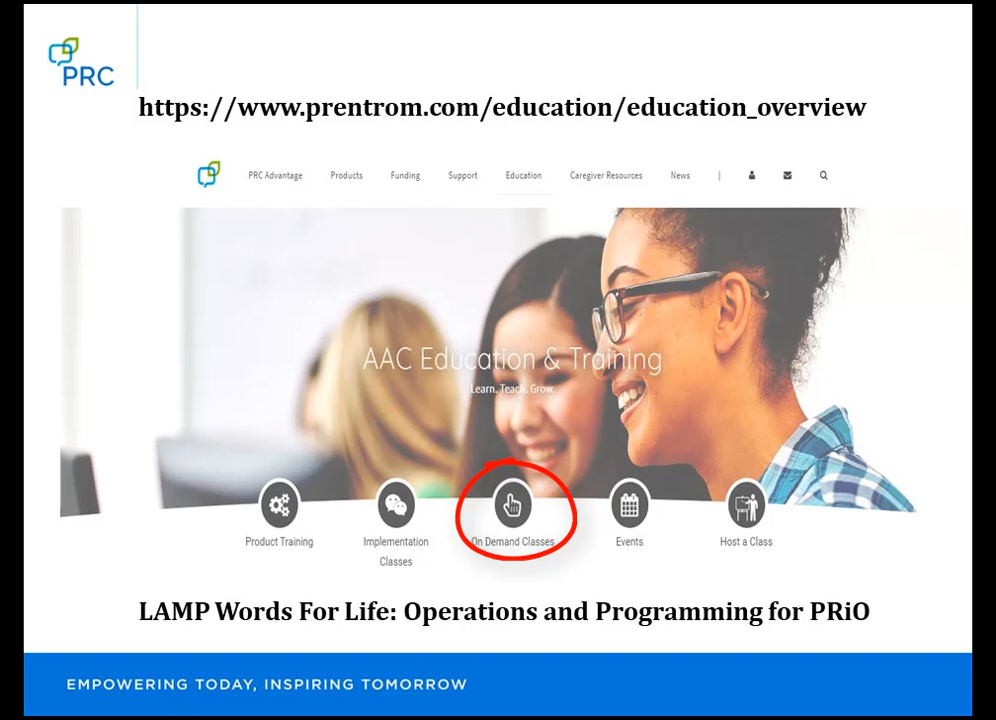 PRC
https://www.prentrom.com/education/education_overview
PRC Advantage Products Funding Support Education Caregiver Resources News |
AAC Education & Training
Learn. Teach. Grow.
Product Training Implementation Classes On Demand Classes Events Host a Class
LAMP Words For Life: Operations and Programming for PRiO
EMPOWERING TODAY, INSPIRING TOMORROW